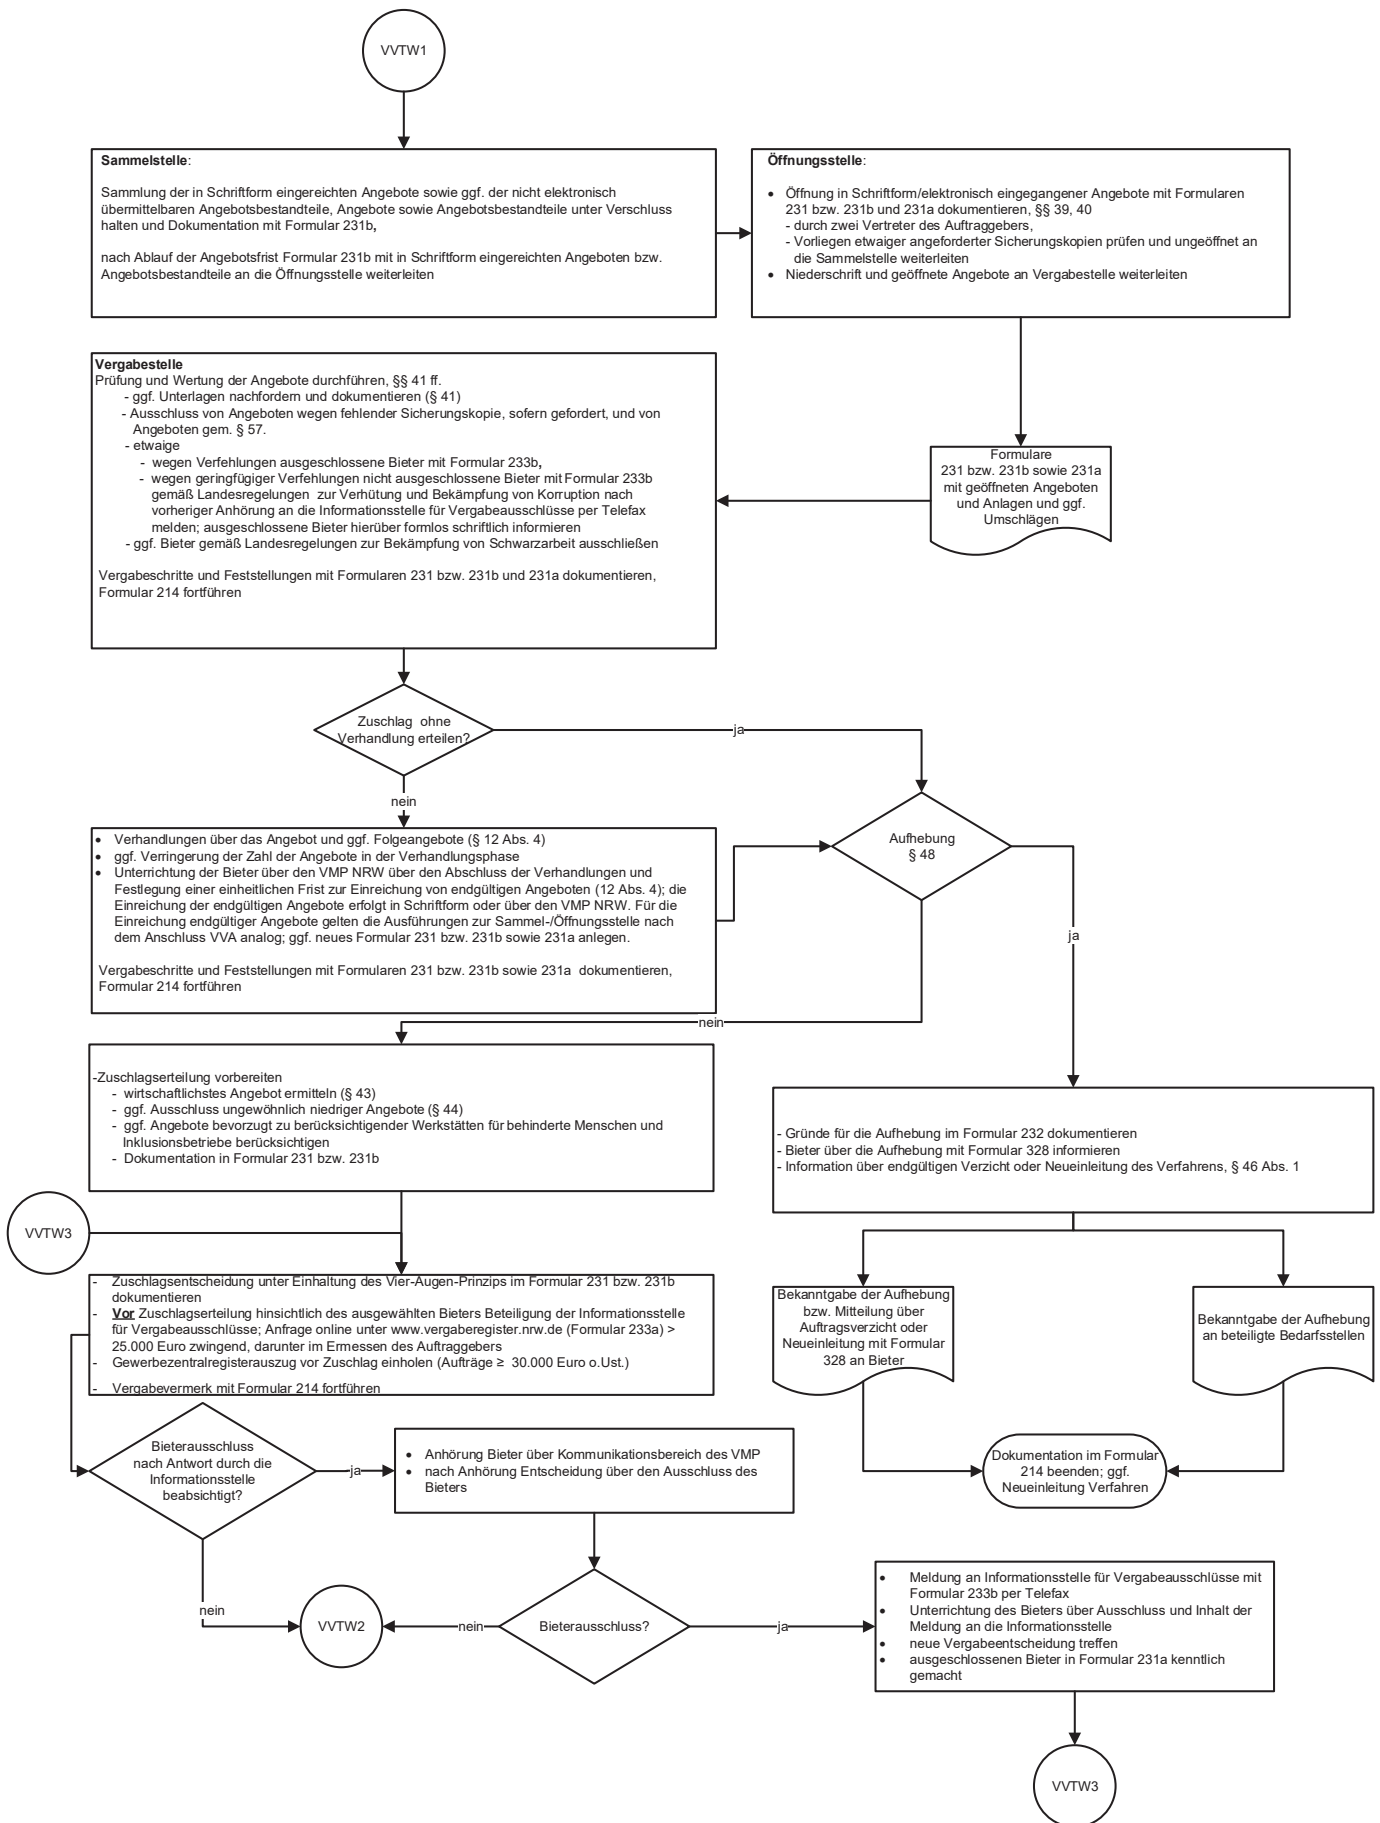 VVTW1
Sammelstelle:
Sammlung der in Schriftform eingereichten Angebote sowie ggf. der nicht elektronisch
übermittelbaren Angebotsbestandteile, Angebote sowie Angebotsbestandteile unter Verschluss
halten und Dokumentation mit Formular 231b,
nach Ablauf der Angebotsfrist Formular 231b mit in Schriftform eingereichten Angeboten bzw.
Angebotsbestandteile an die Öffnungsstelle weiterleiten
Öffnungsstelle:
• Öffnung in Schriftform/elektronisch eingegangener Angebote mit Formularen
231 bzw. 231b und 231a dokumentieren, §§ 39, 40
- durch zwei Vertreter des Auftraggebers,
- Vorliegen etwaiger angeforderter Sicherungskopien prüfen und ungeöffnet an
die Sammelstelle weiterleiten
• Niederschrift und geöffnete Angebote an Vergabestelle weiterleiten
Formulare
231 bzw. 231b sowie 231a
mit geöffneten Angeboten
und Anlagen und ggf.
Umschlägen
Vergabestelle
Prüfung und Wertung der Angebote durchführen, §§ 41 ff.
- ggf. Unterlagen nachfordern und dokumentieren (§ 41)
- Ausschluss von Angeboten wegen fehlender Sicherungskopie, sofern gefordert, und von
Angeboten gem. § 57.
- etwaige
- wegen Verfehlungen ausgeschlossene Bieter mit Formular 233b,
- wegen geringfügiger Verfehlungen nicht ausgeschlossene Bieter mit Formular 233b
gemäß Landesregelungen zur Verhütung und Bekämpfung von Korruption nach
vorheriger Anhörung an die Informationsstelle für Vergabeausschlüsse per Telefax
melden; ausgeschlossene Bieter hierüber formlos schriftlich informieren
- ggf. Bieter gemäß Landesregelungen zur Bekämpfung von Schwarzarbeit ausschließen
Vergabeschritte und Feststellungen mit Formularen 231 bzw. 231b und 231a dokumentieren,
Formular 214 fortführen
Zuschlag ohne
Verhandlung erteilen?
ja
nein
• Verhandlungen über das Angebot und ggf. Folgeangebote (§ 12 Abs. 4)
• ggf. Verringerung der Zahl der Angebote in der Verhandlungsphase
• Unterrichtung der Bieter über den VMP NRW über den Abschluss der Verhandlungen und
Festlegung einer einheitlichen Frist zur Einreichung von endgültigen Angeboten (12 Abs. 4); die
Einreichung der endgültigen Angebote erfolgt in Schriftform oder über den VMP NRW. Für die
Einreichung endgültiger Angebote gelten die Ausführungen zur Sammel-/Öffnungsstelle nach
dem Anschluss VVA analog; ggf. neues Formular 231 bzw. 231b sowie 231a anlegen.
Vergabeschritte und Feststellungen mit Formularen 231 bzw. 231b sowie 231a dokumentieren,
Formular 214 fortführen
Aufhebung
§ 48
ja
nein
-Zuschlagserteilung vorbereiten
- wirtschaftlichstes Angebot ermitteln (§ 43)
- ggf. Ausschluss ungewöhnlich niedriger Angebote (§ 44)
- ggf. Angebote bevorzugt zu berücksichtigender Werkstätten für behinderte Menschen und
Inklusionsbetriebe berücksichtigen
- Dokumentation in Formular 231 bzw. 231b
- Gründe für die Aufhebung im Formular 232 dokumentieren
- Bieter über die Aufhebung mit Formular 328 informieren
- Information über endgültigen Verzicht oder Neueinleitung des Verfahrens, § 46 Abs. 1
VVTW3
- Zuschlagsentscheidung unter Einhaltung des Vier-Augen-Prinzips im Formular 231 bzw. 231b
dokumentieren
- Vor Zuschlagserteilung hinsichtlich des ausgewählten Bieters Beteiligung der Informationsstelle
für Vergabeausschlüsse; Anfrage online unter www.vergaberegister.nrw.de (Formular 233a) >
25.000 Euro zwingend, darunter im Ermessen des Auftraggebers
- Gewerbezentralregisterauszug vor Zuschlag einholen (Aufträge ≥ 30.000 Euro o.Ust.)
- Vergabevermerk mit Formular 214 fortführen
Bekanntgabe der Aufhebung
bzw. Mitteilung über
Auftragsverzicht oder
Neueinleitung mit Formular
328 an Bieter
Bekanntgabe der Aufhebung
an beteiligte Bedarfsstellen
Dokumentation im Formular
214 beenden; ggf.
Neueinleitung Verfahren
Bieterausschluss
nach Antwort durch die
Informationsstelle
beabsichtigt?
ja
• Anhörung Bieter über Kommunikationsbereich des VMP
• nach Anhörung Entscheidung über den Ausschluss des
Bieters
nein
VVTW2
nein
Bieterausschluss?
ja
• Meldung an Informationsstelle für Vergabeausschlüsse mit
Formular 233b per Telefax
• Unterrichtung des Bieters über Ausschluss und Inhalt der
Meldung an die Informationsstelle
• neue Vergabeentscheidung treffen
• ausgeschlossenen Bieter in Formular 231a kenntlich
gemacht
VVTW3